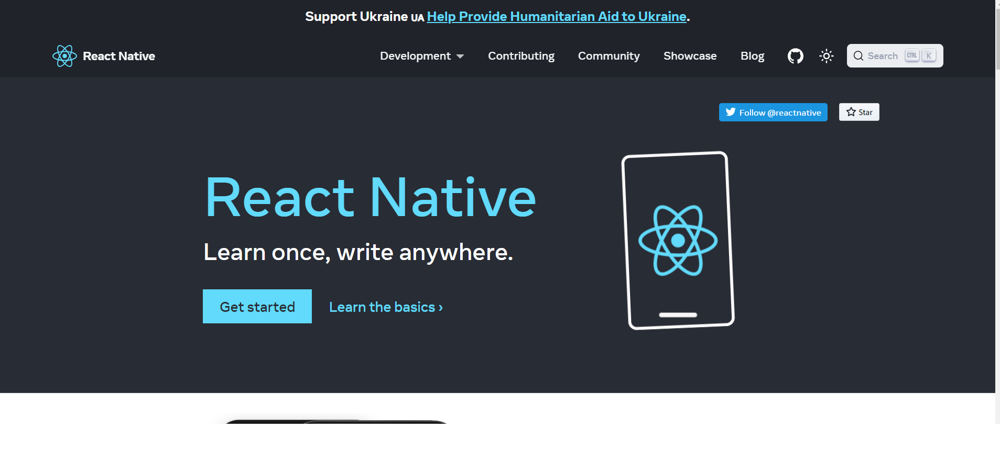 Support Ukraine UA Help Provide Humanitarian Aid to Ukraine.
React Native Development Contributing Community Showcase Blog Search CTRL K
Follow @reactnative Star
React Native
Learn once, write anywhere.
Get started Learn the basics ›